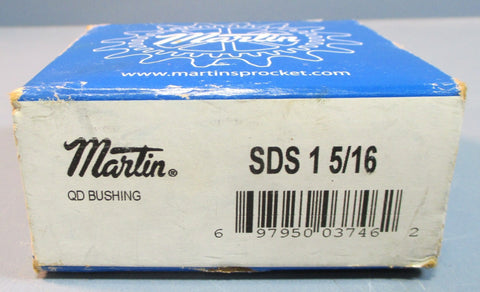 Martin
www.martinsprocket.com
Martin®
QD BUSHING
SDS 1 5/16
6 97950 03746 2